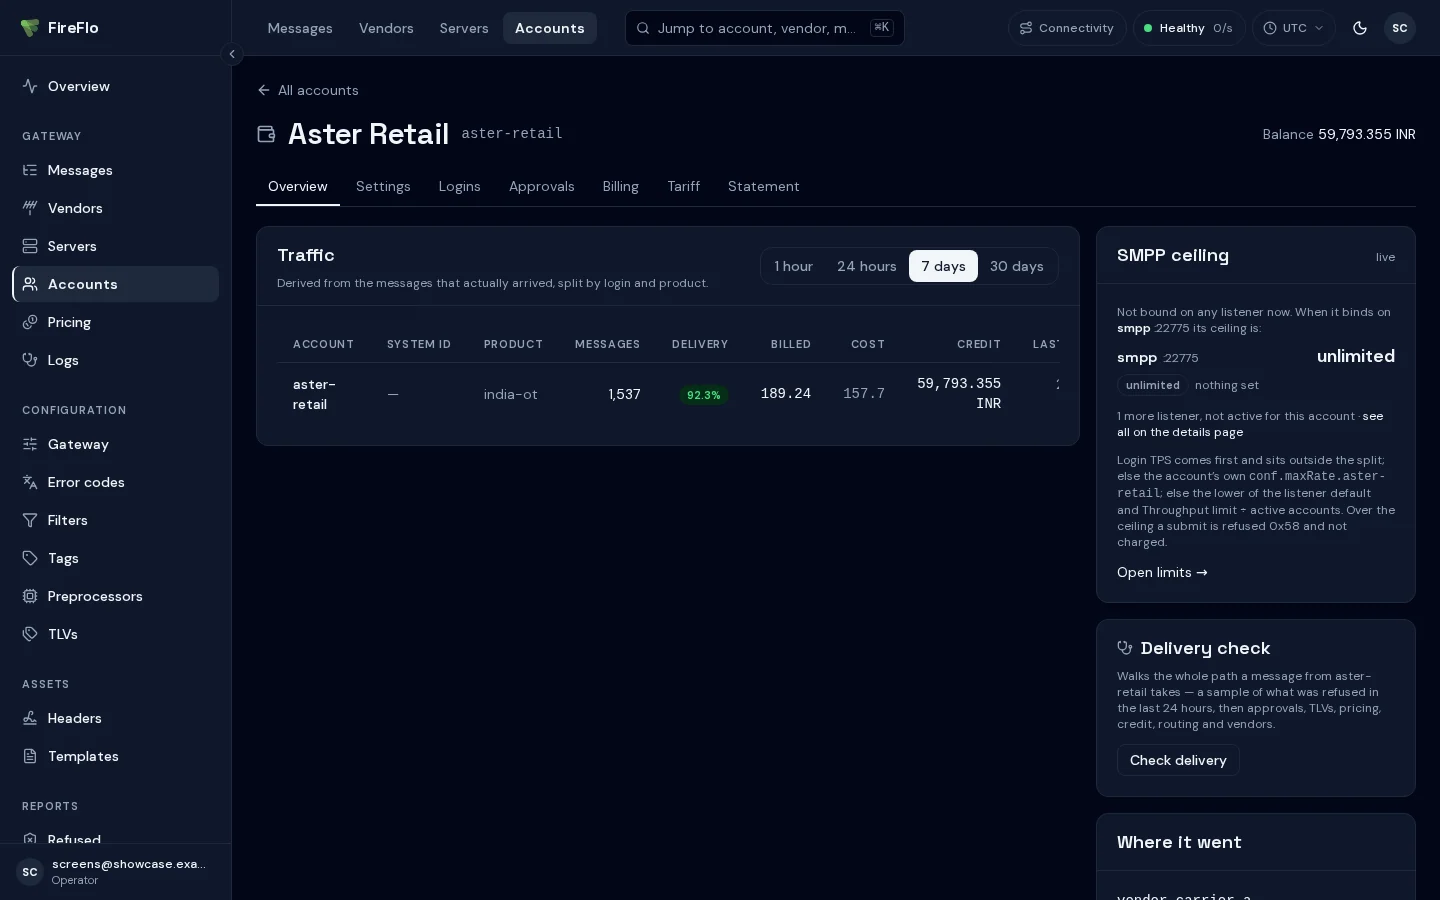 FireFlo
Messages
Vendors
Servers
Accounts
Jump to account, vendor, m...
⌘K
Connectivity
Healthy 0/s
UTC
SC
Overview
GATEWAY
Messages
Vendors
Servers
Accounts
Pricing
Logs
CONFIGURATION
Gateway
Error codes
Filters
Tags
Preprocessors
TLVs
ASSETS
Headers
Templates
REPORTS
Refused
SC
screens@showcase.exa...
Operator
← All accounts
Aster Retail aster-retail
Balance 59,793.355 INR
Overview Settings Logins Approvals Billing Tariff Statement
Traffic
Derived from the messages that actually arrived, split by login and product.
1 hour 24 hours 7 days 30 days
ACCOUNT SYSTEM ID PRODUCT MESSAGES DELIVERY BILLED COST CREDIT LAST
aster-
retail
— india-ot 1,537 92.3% 189.24 157.7
59,793.355
INR
SMPP ceiling
live
Not bound on any listener now. When it binds on
smpp :22775 its ceiling is:
smpp :22775 unlimited
unlimited nothing set
1 more listener, not active for this account · see
all on the details page
Login TPS comes first and sits outside the split;
else the account's own conf.maxRate.aster-
retail; else the lower of the listener default
and Throughput limit ÷ active accounts. Over the
ceiling a submit is refused 0x58 and not
charged.
Open limits →
Delivery check
Walks the whole path a message from aster-
retail takes — a sample of what was refused in
the last 24 hours, then approvals, TLVs, pricing,
credit, routing and vendors.
Check delivery
Where it went